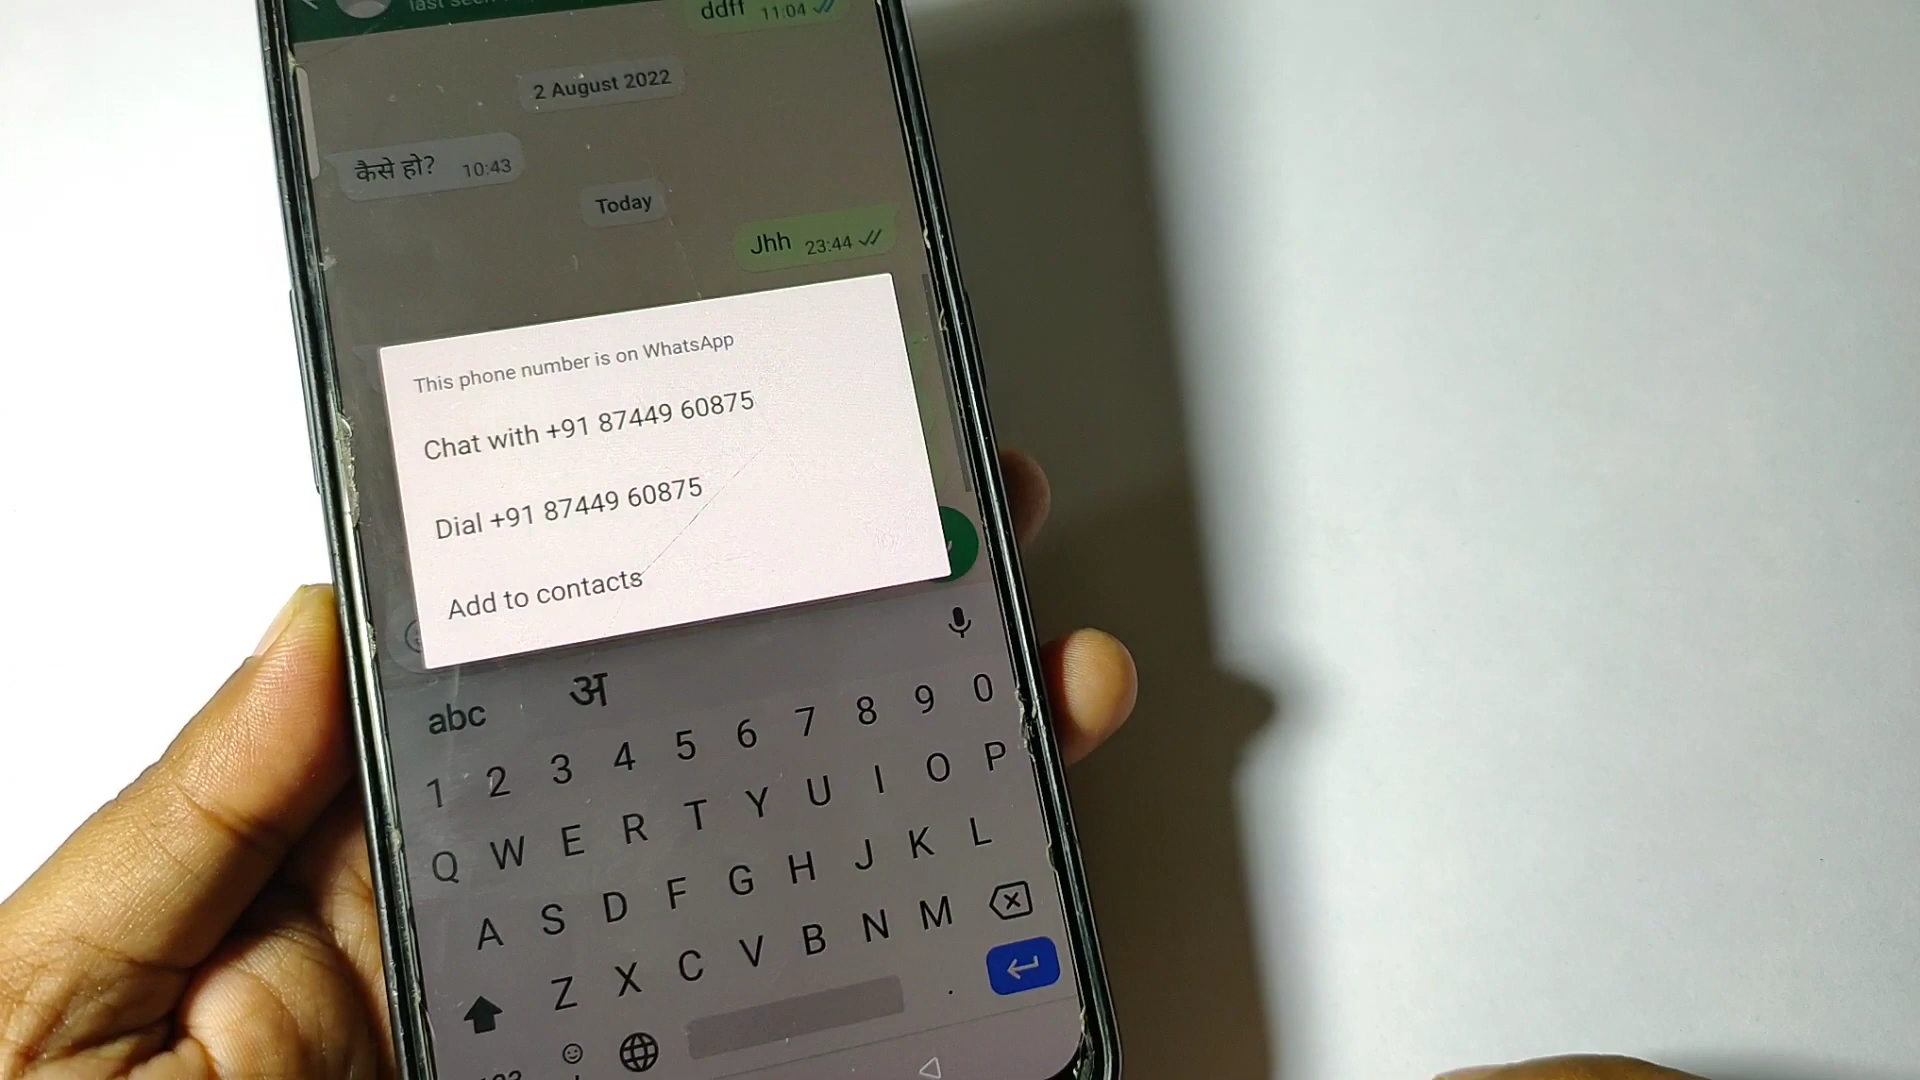 ddff 11:04
2 August 2022
कैसे हो? 10:43
Today
Jhh 23:44
This phone number is on WhatsApp
Chat with +91 87449 60875
Dial +91 87449 60875
Add to contacts
abc अ
1 2 3 4 5 6 7 8 9 0
Q W E R T Y U I O P
A S D F G H J K L
Z X C V B N M
.